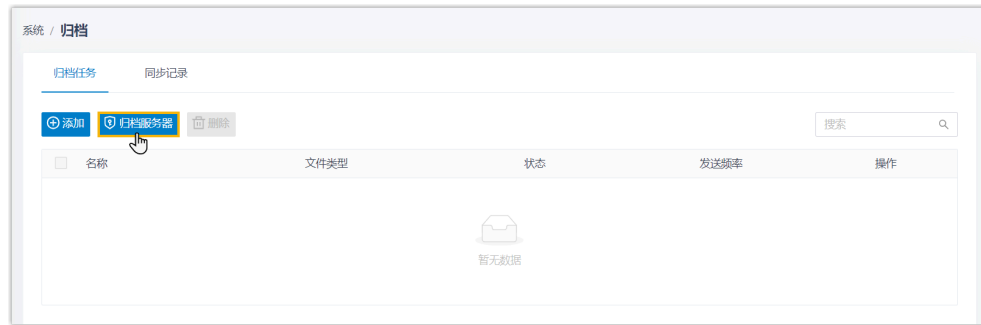 系统 / 归档
归档任务 同步记录
添加 归档服务器 删除 搜索
名称 文件类型 状态 发送频率 操作
暂无数据